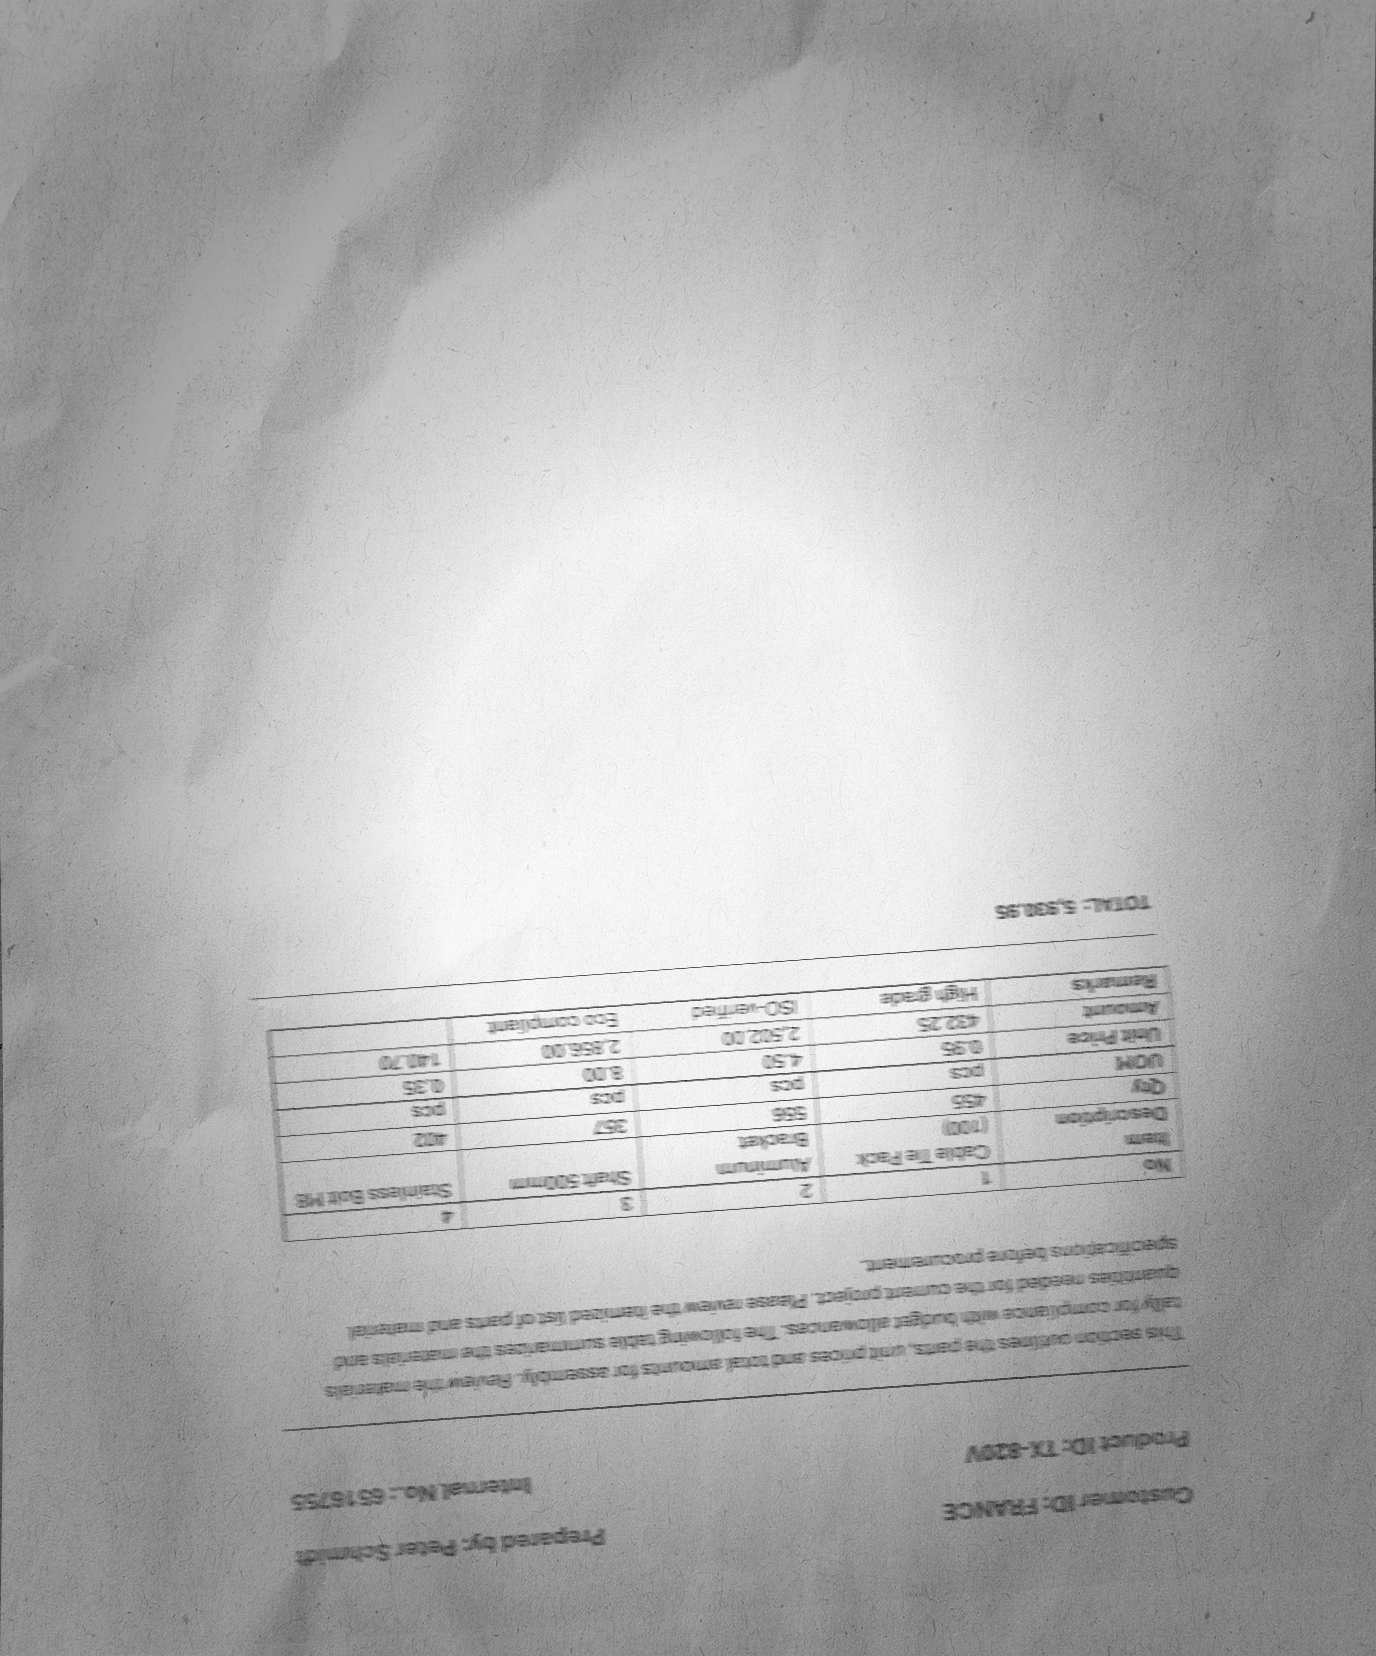 Customer ID: FRANCE Prepared by: Peter Schmidt
Product ID: TX-820V Internal No.: 6516755
This section outlines the parts, unit prices and total amounts for assembly. Review the materials
tally for compliance with budget allowances. The following table summarizes the materials and
quantities needed for the current project. Please review the itemized list of parts and material
specifications before procurement.
No 1 2 3 4
Item Cable Tie Pack Aluminum Shaft 500mm Stainless Bolt M8
Description (100) Bracket
Qty 455 556 357 402
UOM pcs pcs pcs pcs
Unit Price 0.95 4.50 8.00 0.35
Amount 432.25 2,502.00 2,856.00 140.70
Remarks High grade ISO-verified Eco compliant
TOTAL: 5,930.95